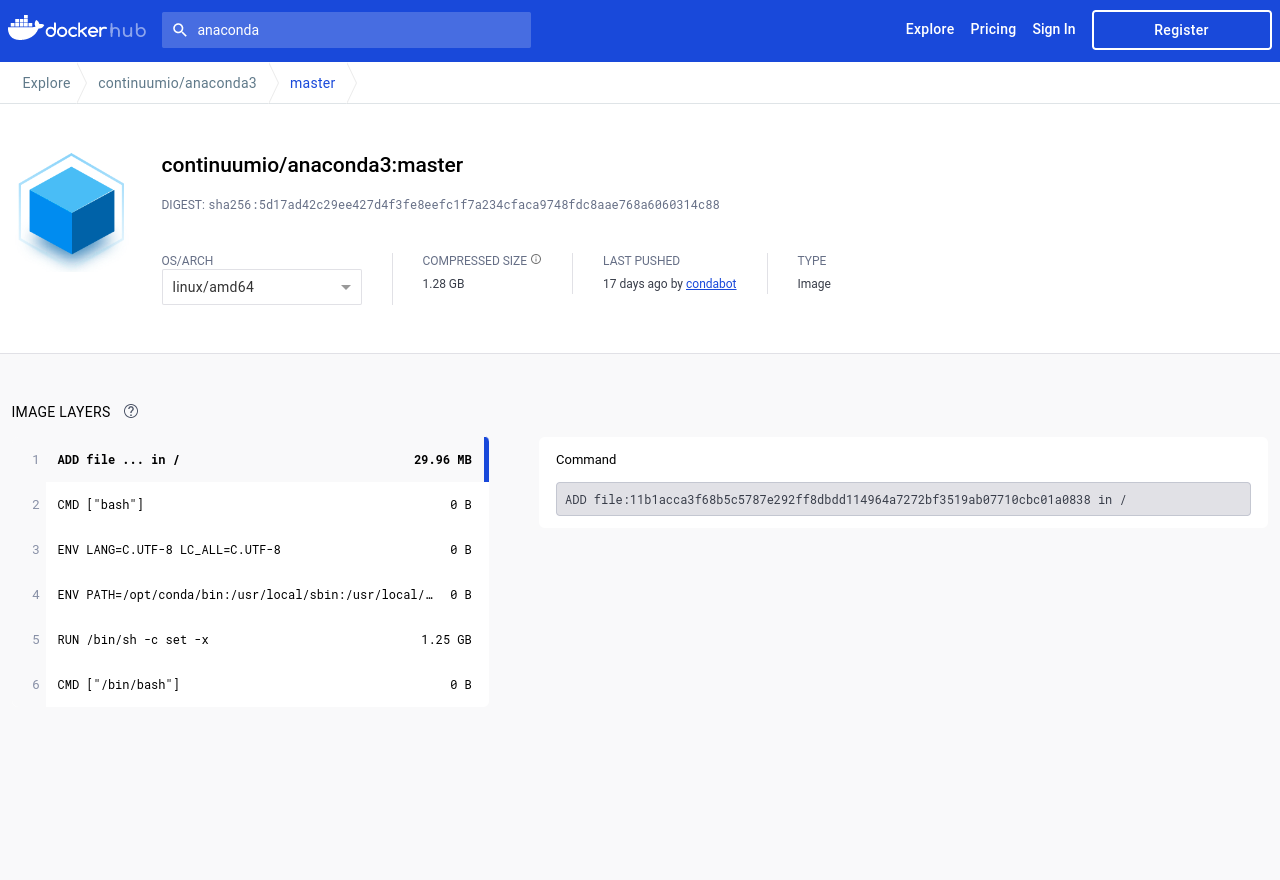 dockerhub anaconda Explore Pricing Sign In Register
Explore continuumio/anaconda3 master
continuumio/anaconda3:master
DIGEST: sha256:5d17ad42c29ee427d4f3fe8eefc1f7a234cfaca9748fdc8aae768a6060314c88
OS/ARCH COMPRESSED SIZE LAST PUSHED TYPE
linux/amd64 1.28 GB 17 days ago by condabot Image
IMAGE LAYERS
1 ADD file ... in / 29.96 MB Command
2 CMD ["bash"] 0 B ADD file:11b1acca3f68b5c5787e292ff8dbdd114964a7272bf3519ab07710cbc01a0838 in /
3 ENV LANG=C.UTF-8 LC_ALL=C.UTF-8 0 B
4 ENV PATH=/opt/conda/bin:/usr/local/sbin:/usr/local/… 0 B
5 RUN /bin/sh -c set -x 1.25 GB
6 CMD ["/bin/bash"] 0 B